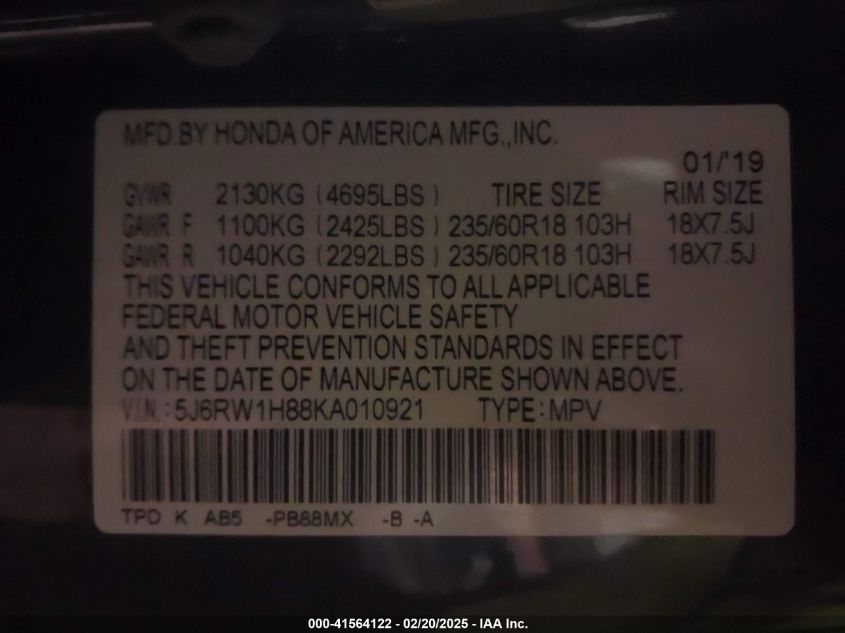 MFD BY HONDA OF AMERICA MFG.,INC.
01/'19
GVWR 2130KG (4695LBS) TIRE SIZE RIM SIZE
GAWR F 1100KG (2425LBS) 235/60R18 103H 18X7.5J
GAWR R 1040KG (2292LBS) 235/60R18 103H 18X7.5J
THIS VEHICLE CONFORMS TO ALL APPLICABLE
FEDERAL MOTOR VEHICLE SAFETY
AND THEFT PREVENTION STANDARDS IN EFFECT
ON THE DATE OF MANUFACTURE SHOWN ABOVE.
V.I.N.:5J6RW1H88KA010921 TYPE:MPV
TPD K AB5 -PB88MX -B -A
000-41564122 - 02/20/2025 - IAA Inc.